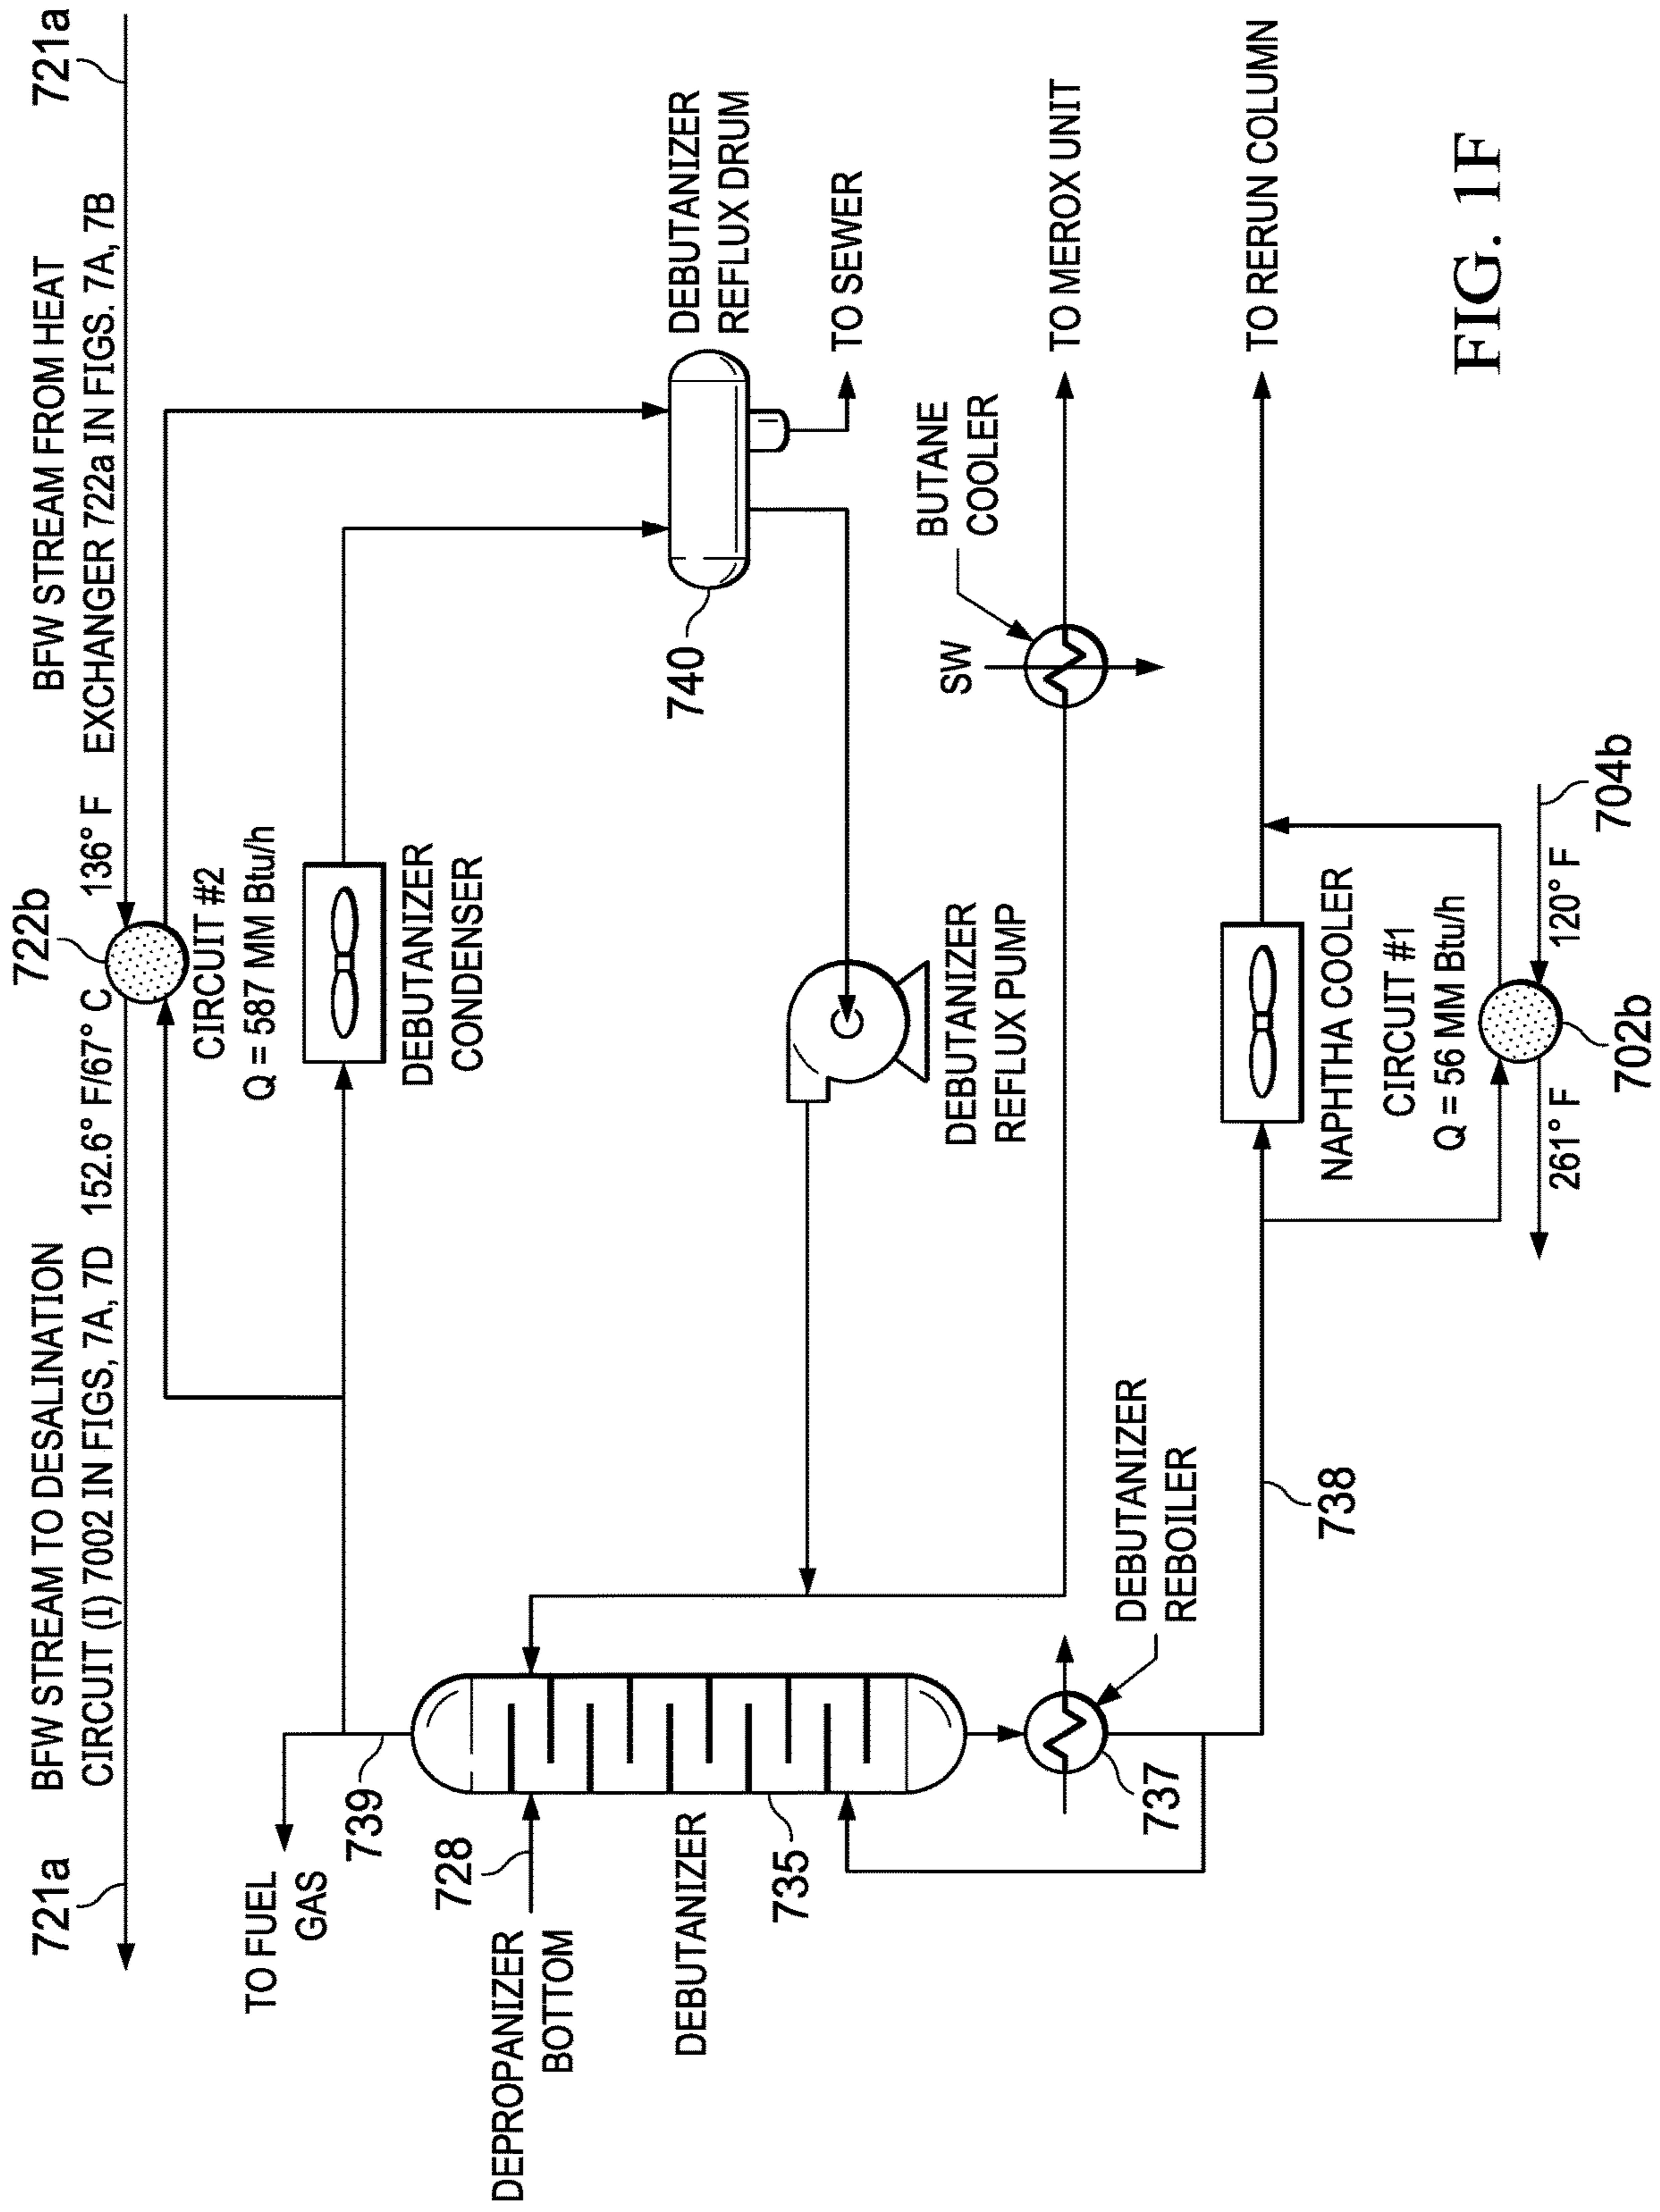 721a
BFW STREAM TO DESALINATION
CIRCUIT (I) 7002 IN FIGS, 7A, 7D
152.6° F/67° C
722b
136° F
BFW STREAM FROM HEAT
EXCHANGER 722a IN FIGS. 7A, 7B
721a
CIRCUIT #2
Q = 587 MM Btu/h
TO FUEL
GAS
739
DEBUTANIZER
CONDENSER
728
DEPROPANIZER
BOTTOM
DEBUTANIZER
735
740
DEBUTANIZER
REFLUX DRUM
TO SEWER
DEBUTANIZER
REFLUX PUMP
SW
BUTANE
COOLER
TO MEROX UNIT
737
DEBUTANIZER
REBOILER
738
NAPHTHA COOLER
CIRCUIT #1
Q = 56 MM Btu/h
TO RERUN COLUMN
261° F
120° F
702b
704b
FIG. 1F